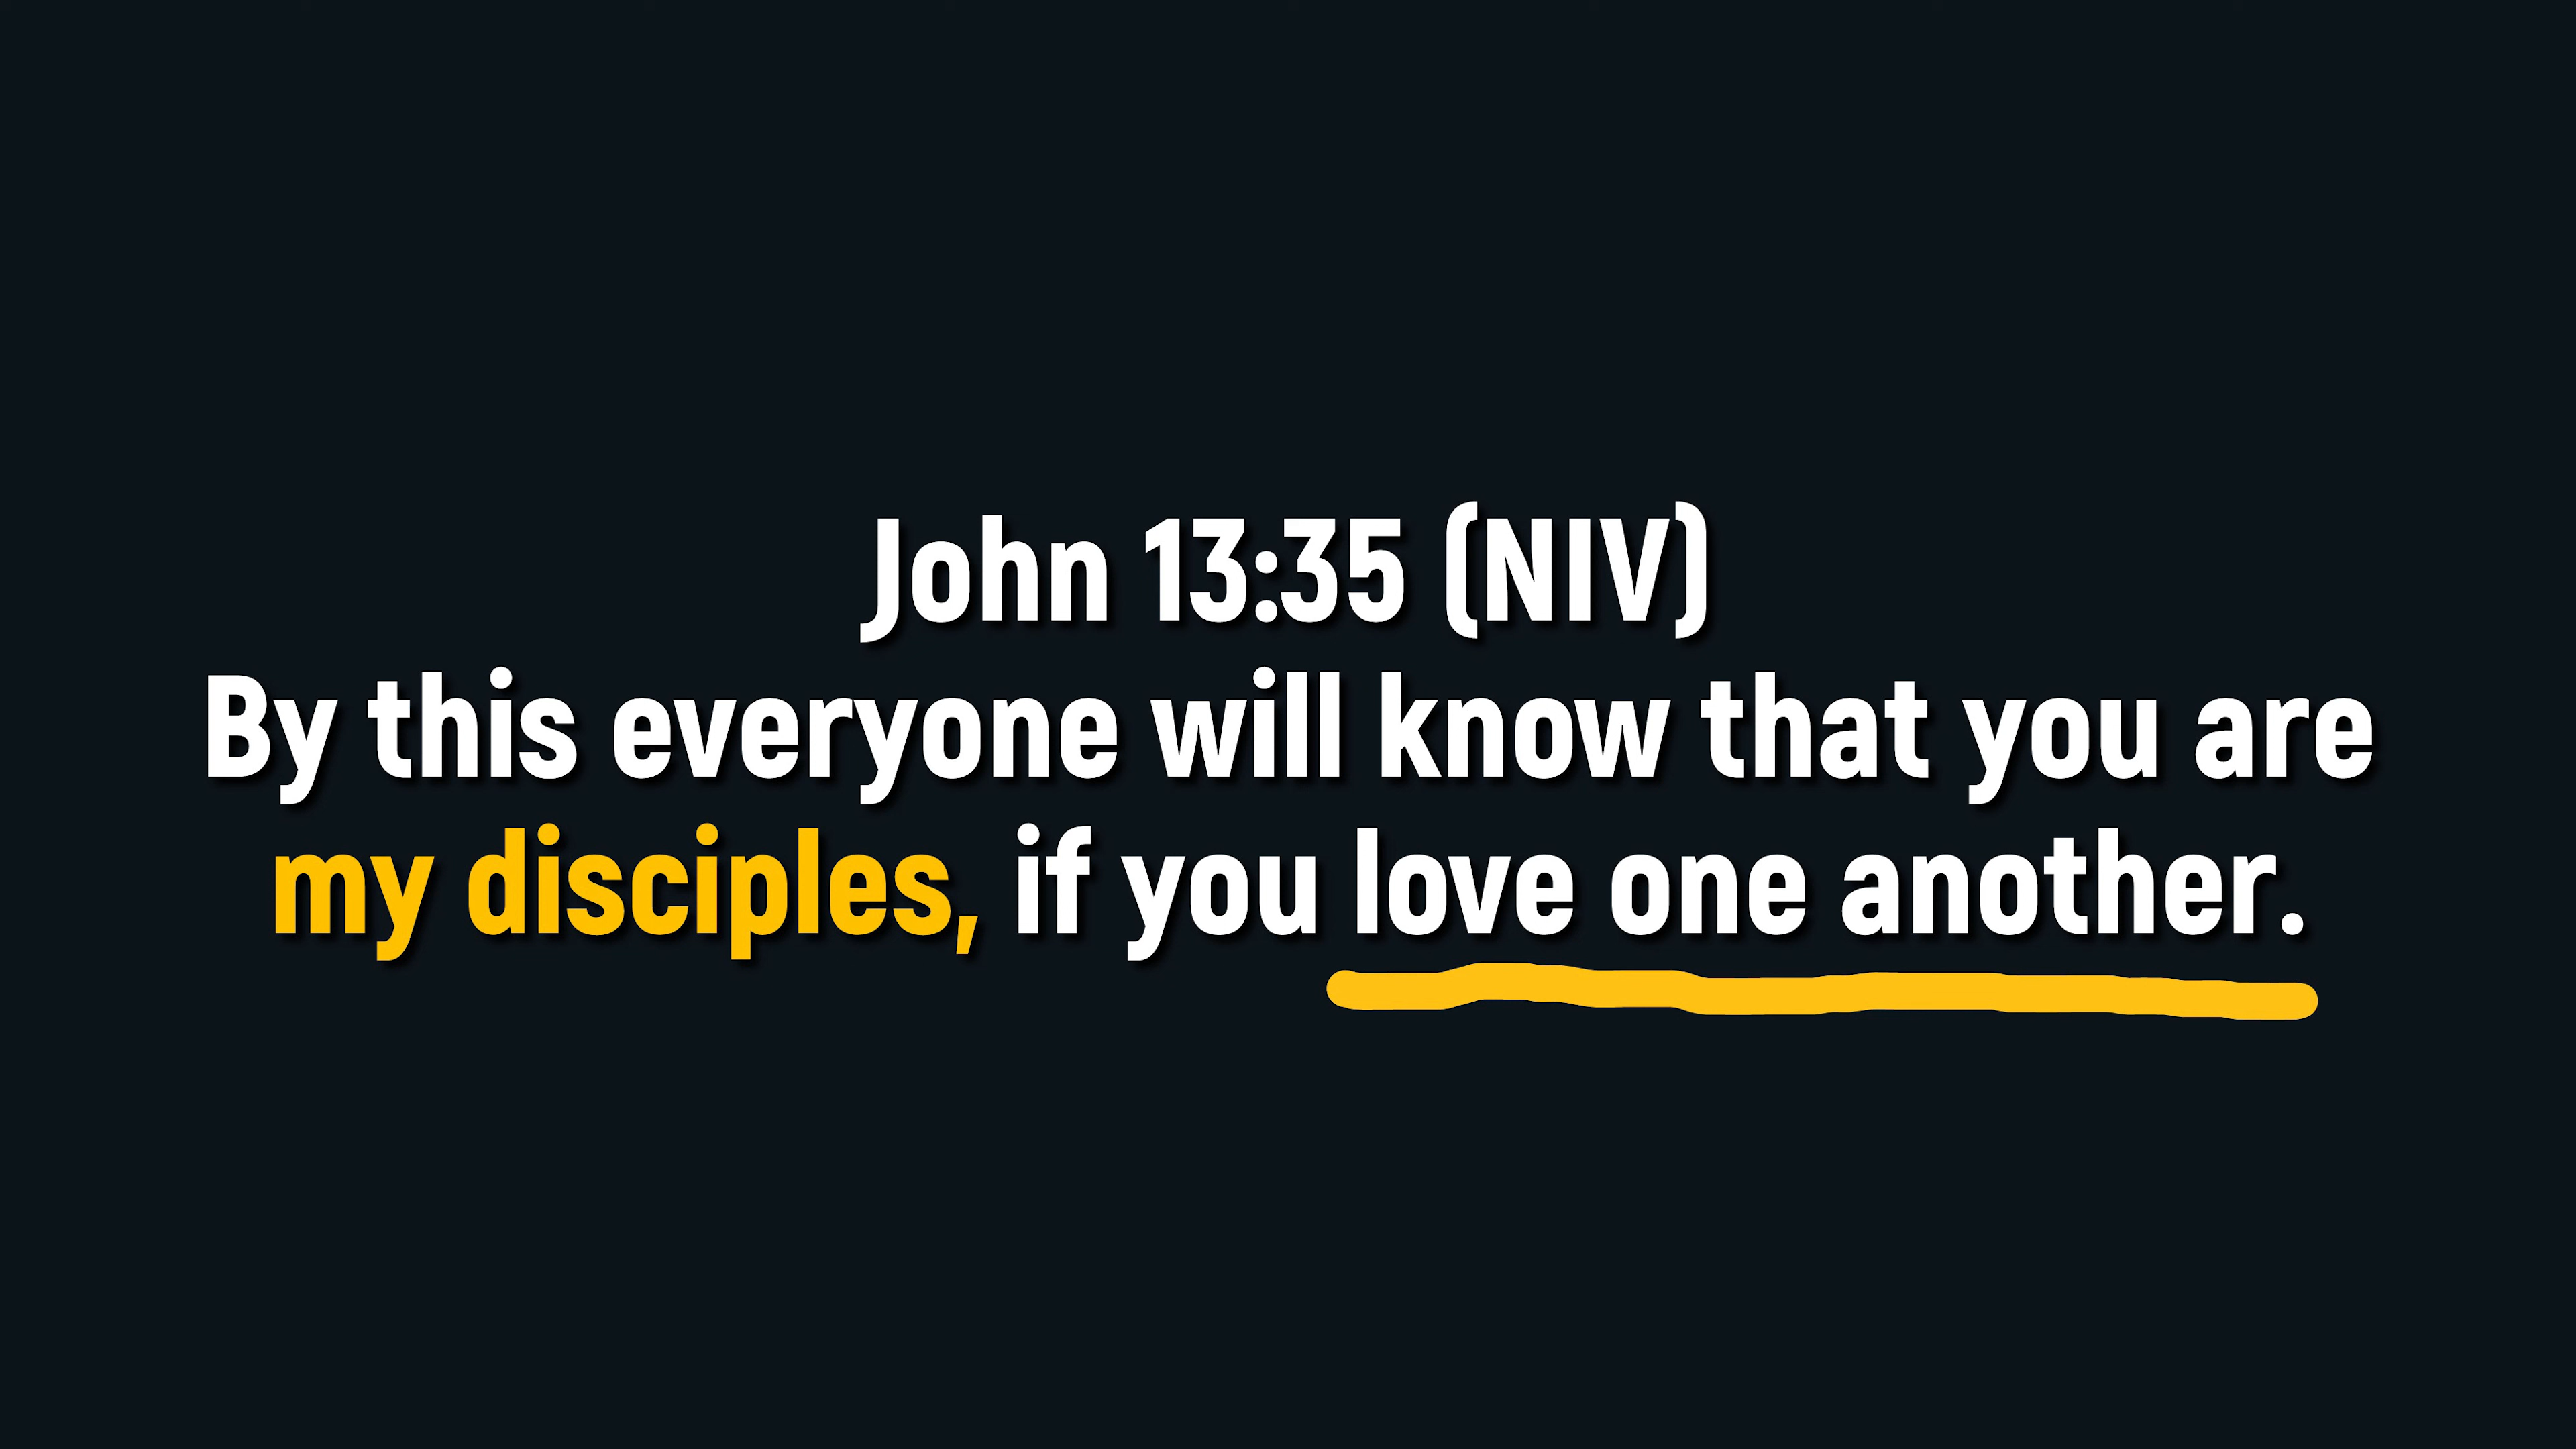 John 13:35 (NIV)
By this everyone will know that you are
my disciples, if you love one another.